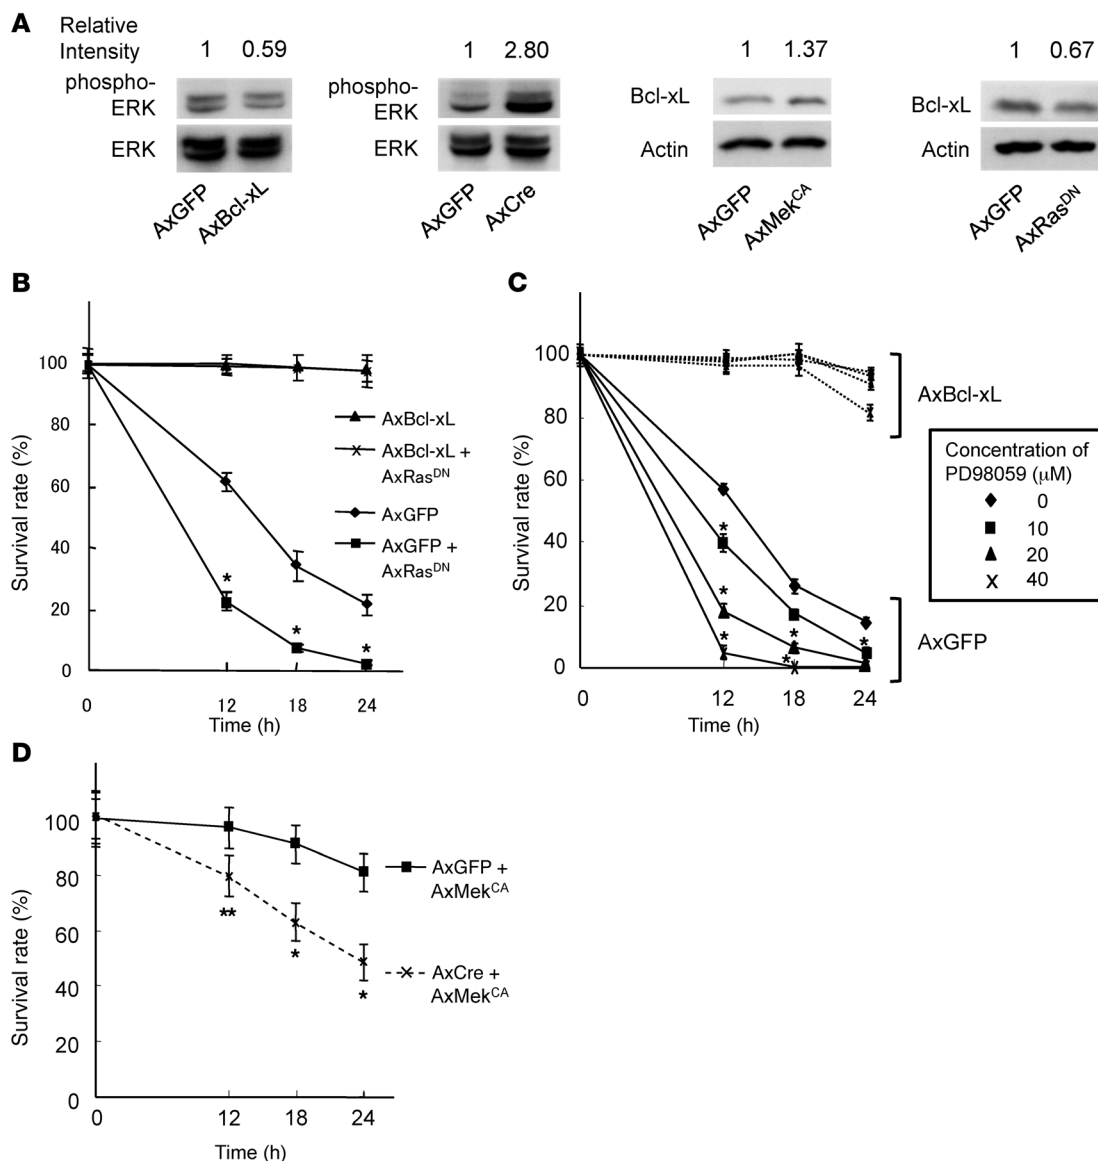 A
Relative
Intensity
1 0.59
phospho-
ERK
ERK
AxGFP
AxBcl-xL
1 2.80
phospho-
ERK
ERK
AxGFP
AxCre
1 1.37
Bcl-xL
Actin
AxGFP
AxMekCA
1 0.67
Bcl-xL
Actin
AxGFP
AxRasDN
B
Survival rate (%)
100
80
60
40
20
0
0 12 18 24
Time (h)
*
*
*
AxBcl-xL
AxBcl-xL +
AxRasDN
AxGFP
AxGFP +
AxRasDN
C
Survival rate (%)
100
80
60
40
20
0
0 12 18 24
Time (h)
*
*
*
*
*
*
AxBcl-xL
Concentration of
PD98059 (μM)
0
10
20
40
AxGFP
D
Survival rate (%)
100
80
60
40
20
0
0 12 18 24
Time (h)
**
*
*
AxGFP +
AxMekCA
AxCre +
AxMekCA